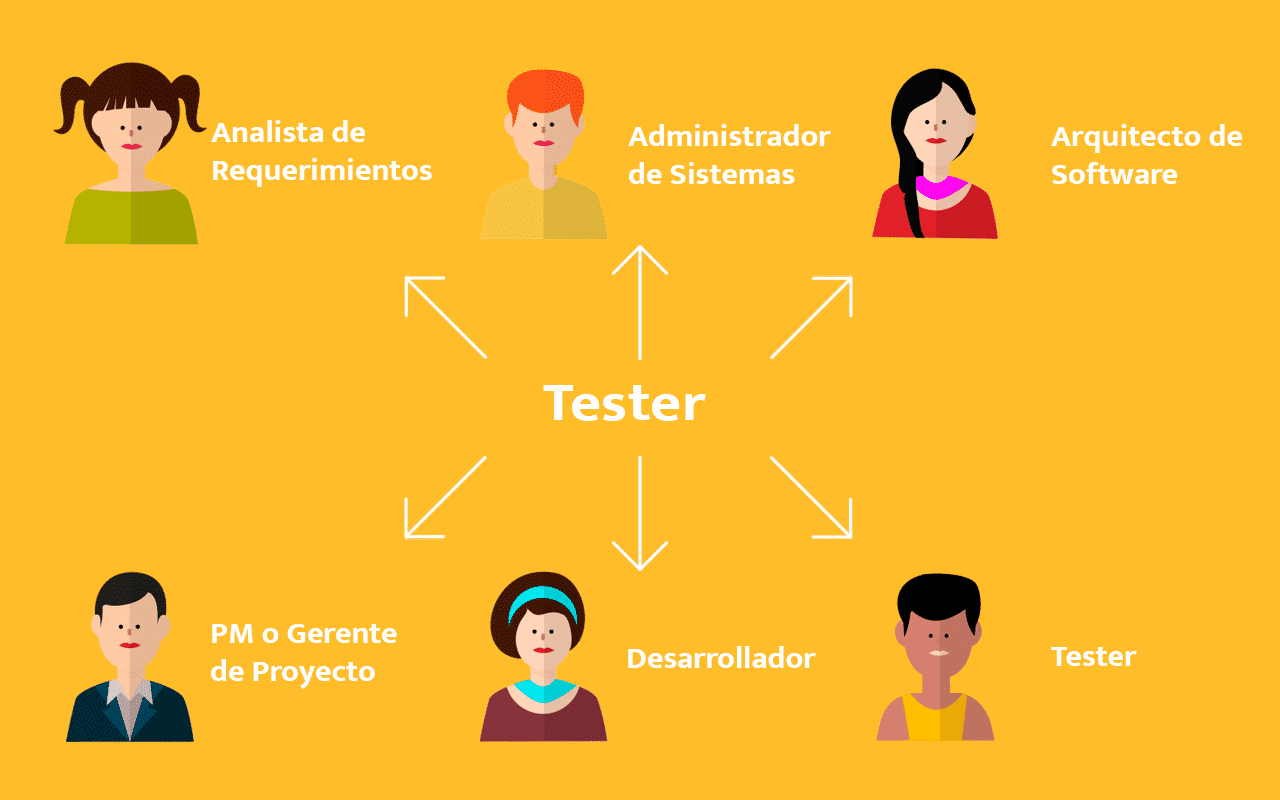 Analista de
Requerimientos
Administrador
de Sistemas
Arquitecto de
Software
Tester
PM o Gerente
de Proyecto
Desarrollador
Tester